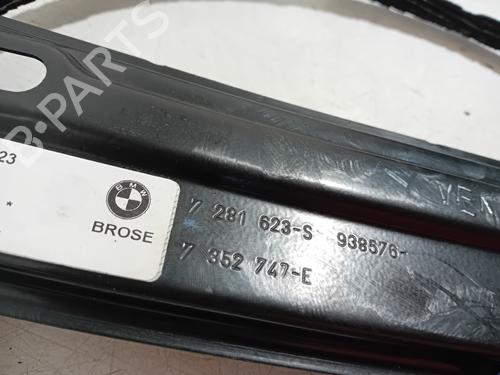 B-PARTS
23
BMW
BROSE
7 281 623-S 938576-
7 352 747-E